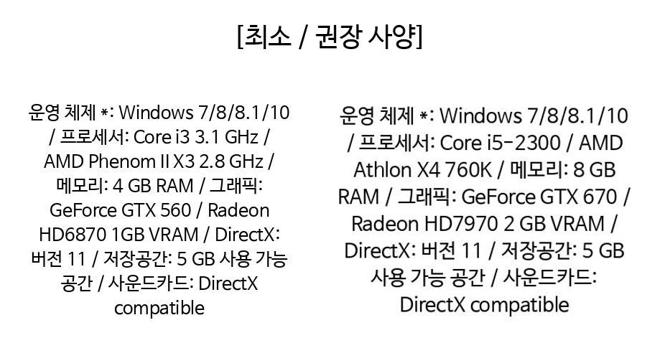 [최소 / 권장 사양]
운영 체제 *: Windows 7/8/8.1/10
/ 프로세서: Core i3 3.1 GHz /
AMD Phenom II X3 2.8 GHz /
메모리: 4 GB RAM / 그래픽:
GeForce GTX 560 / Radeon
HD6870 1GB VRAM / DirectX:
버전 11 / 저장공간: 5 GB 사용 가능
공간 / 사운드카드: DirectX
compatible
운영 체제 *: Windows 7/8/8.1/10
/ 프로세서: Core i5-2300 / AMD
Athlon X4 760K / 메모리: 8 GB
RAM / 그래픽: GeForce GTX 670 /
Radeon HD7970 2 GB VRAM /
DirectX: 버전 11 / 저장공간: 5 GB
사용 가능 공간 / 사운드카드:
DirectX compatible